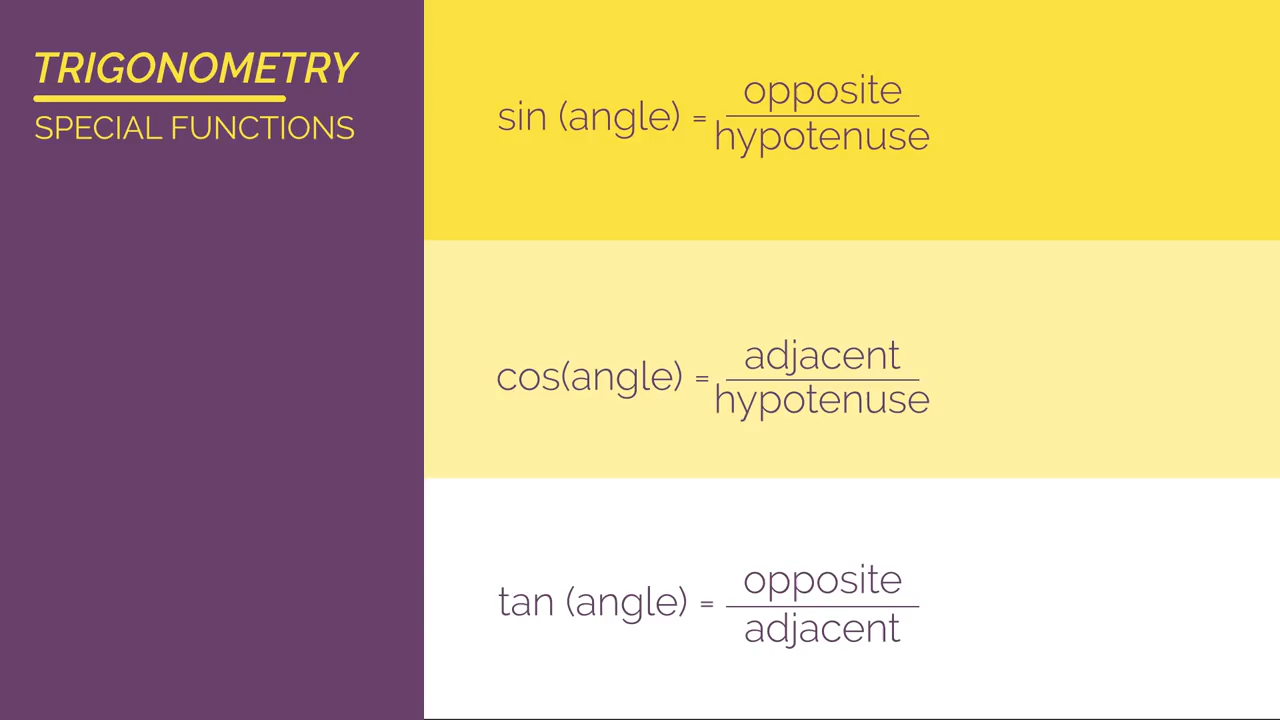 TRIGONOMETRY
SPECIAL FUNCTIONS
sin (angle) = opposite
hypotenuse
cos(angle) = adjacent
hypotenuse
tan (angle) = opposite
adjacent